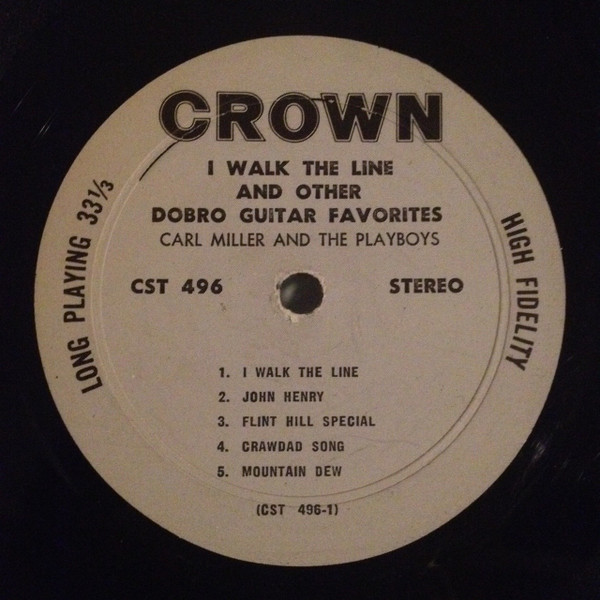 CROWN
I WALK THE LINE
AND OTHER
DOBRO GUITAR FAVORITES
CARL MILLER AND THE PLAYBOYS
LONG PLAYING 33⅓
HIGH FIDELITY
CST 496 STEREO
1. I WALK THE LINE
2. JOHN HENRY
3. FLINT HILL SPECIAL
4. CRAWDAD SONG
5. MOUNTAIN DEW
(CST 496-1)